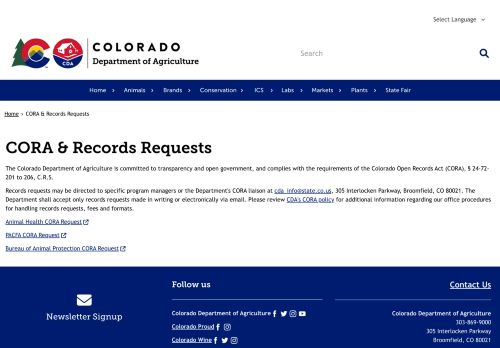 Select Language
COLORADO
Department of Agriculture
CDA
Search
Home
Animals
Brands
Conservation
ICS
Labs
Markets
Plants
State Fair
Home › CORA & Records Requests
CORA & Records Requests
The Colorado Department of Agriculture is committed to transparency and open government, and complies with the requirements of the Colorado Open Records Act (CORA), § 24-72-
201 to 206, C.R.S.
Records requests may be directed to specific program managers or the Department's CORA liaison at cda_info@state.co.us, 305 Interlocken Parkway, Broomfield, CO 80021. The
Department shall accept only records requests made in writing or electronically via email. Please review CDA's CORA policy for additional information regarding our office procedures
for handling records requests, fees and formats.
Animal Health CORA Request
PACFA CORA Request
Bureau of Animal Protection CORA Request
Newsletter Signup
Follow us
Colorado Department of Agriculture
Colorado Proud
Colorado Wine
Contact Us
Colorado Department of Agriculture
303-869-9000
305 Interlocken Parkway
Broomfield, CO 80021